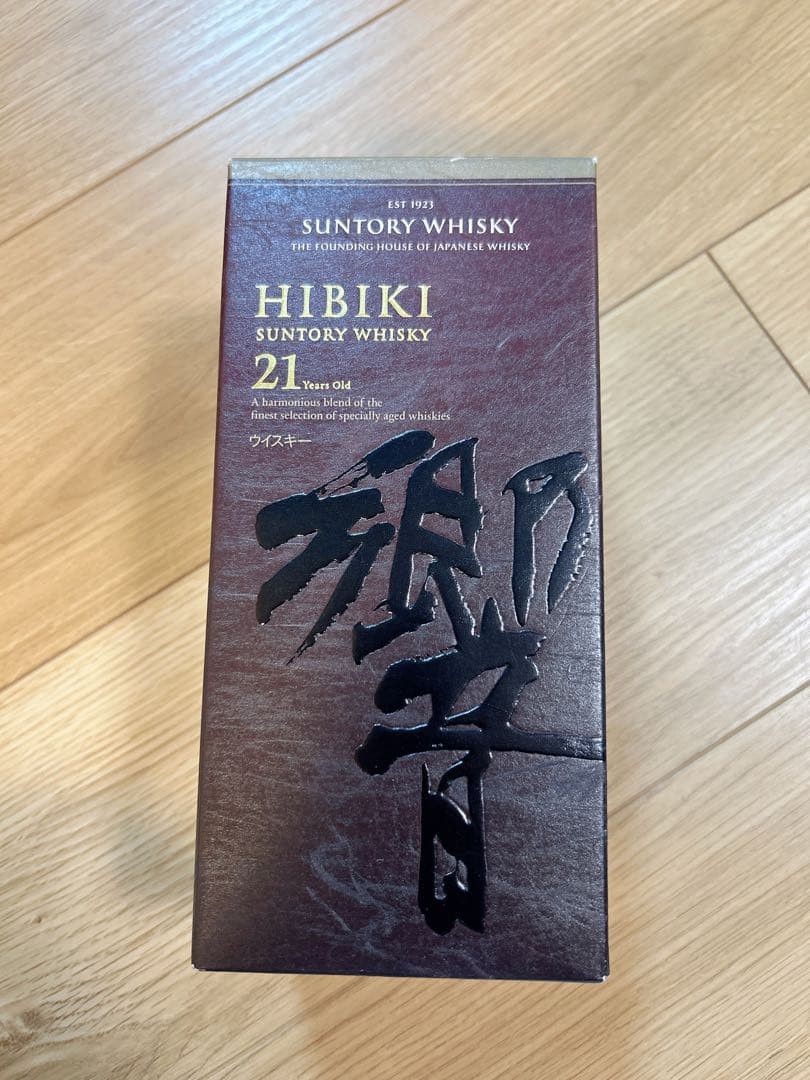 EST 1923
SUNTORY WHISKY
THE FOUNDING HOUSE OF JAPANESE WHISKY
HIBIKI
SUNTORY WHISKY
21 Years Old
A harmonious blend of the
finest selection of specially aged whiskies
ウイスキー
響